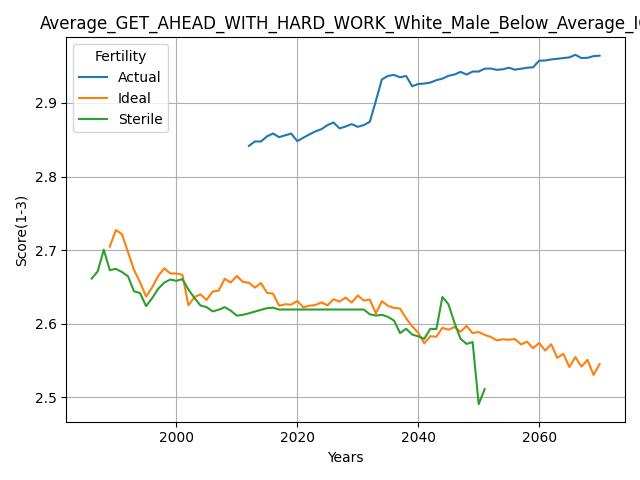 Average_GET_AHEAD_WITH_HARD_WORK_White_Male_Below_Average_I
Fertility
Actual
Ideal
Sterile
Score(1-3)
2.9
2.8
2.7
2.6
2.5
2000 2020 2040 2060
Years